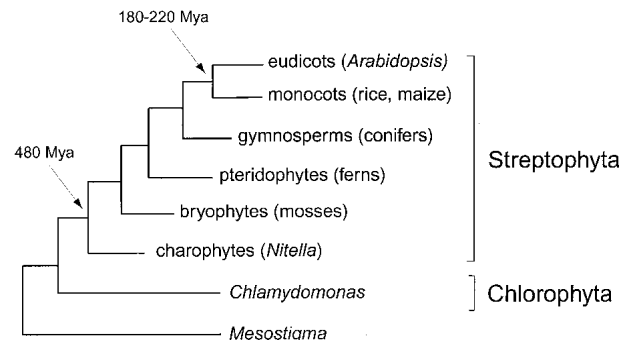 180-220 Mya
eudicots (Arabidopsis)
monocots (rice, maize)
gymnosperms (conifers)
Streptophyta
480 Mya
pteridophytes (ferns)
bryophytes (mosses)
charophytes (Nitella)
Chlamydomonas
Chlorophyta
Mesostigma